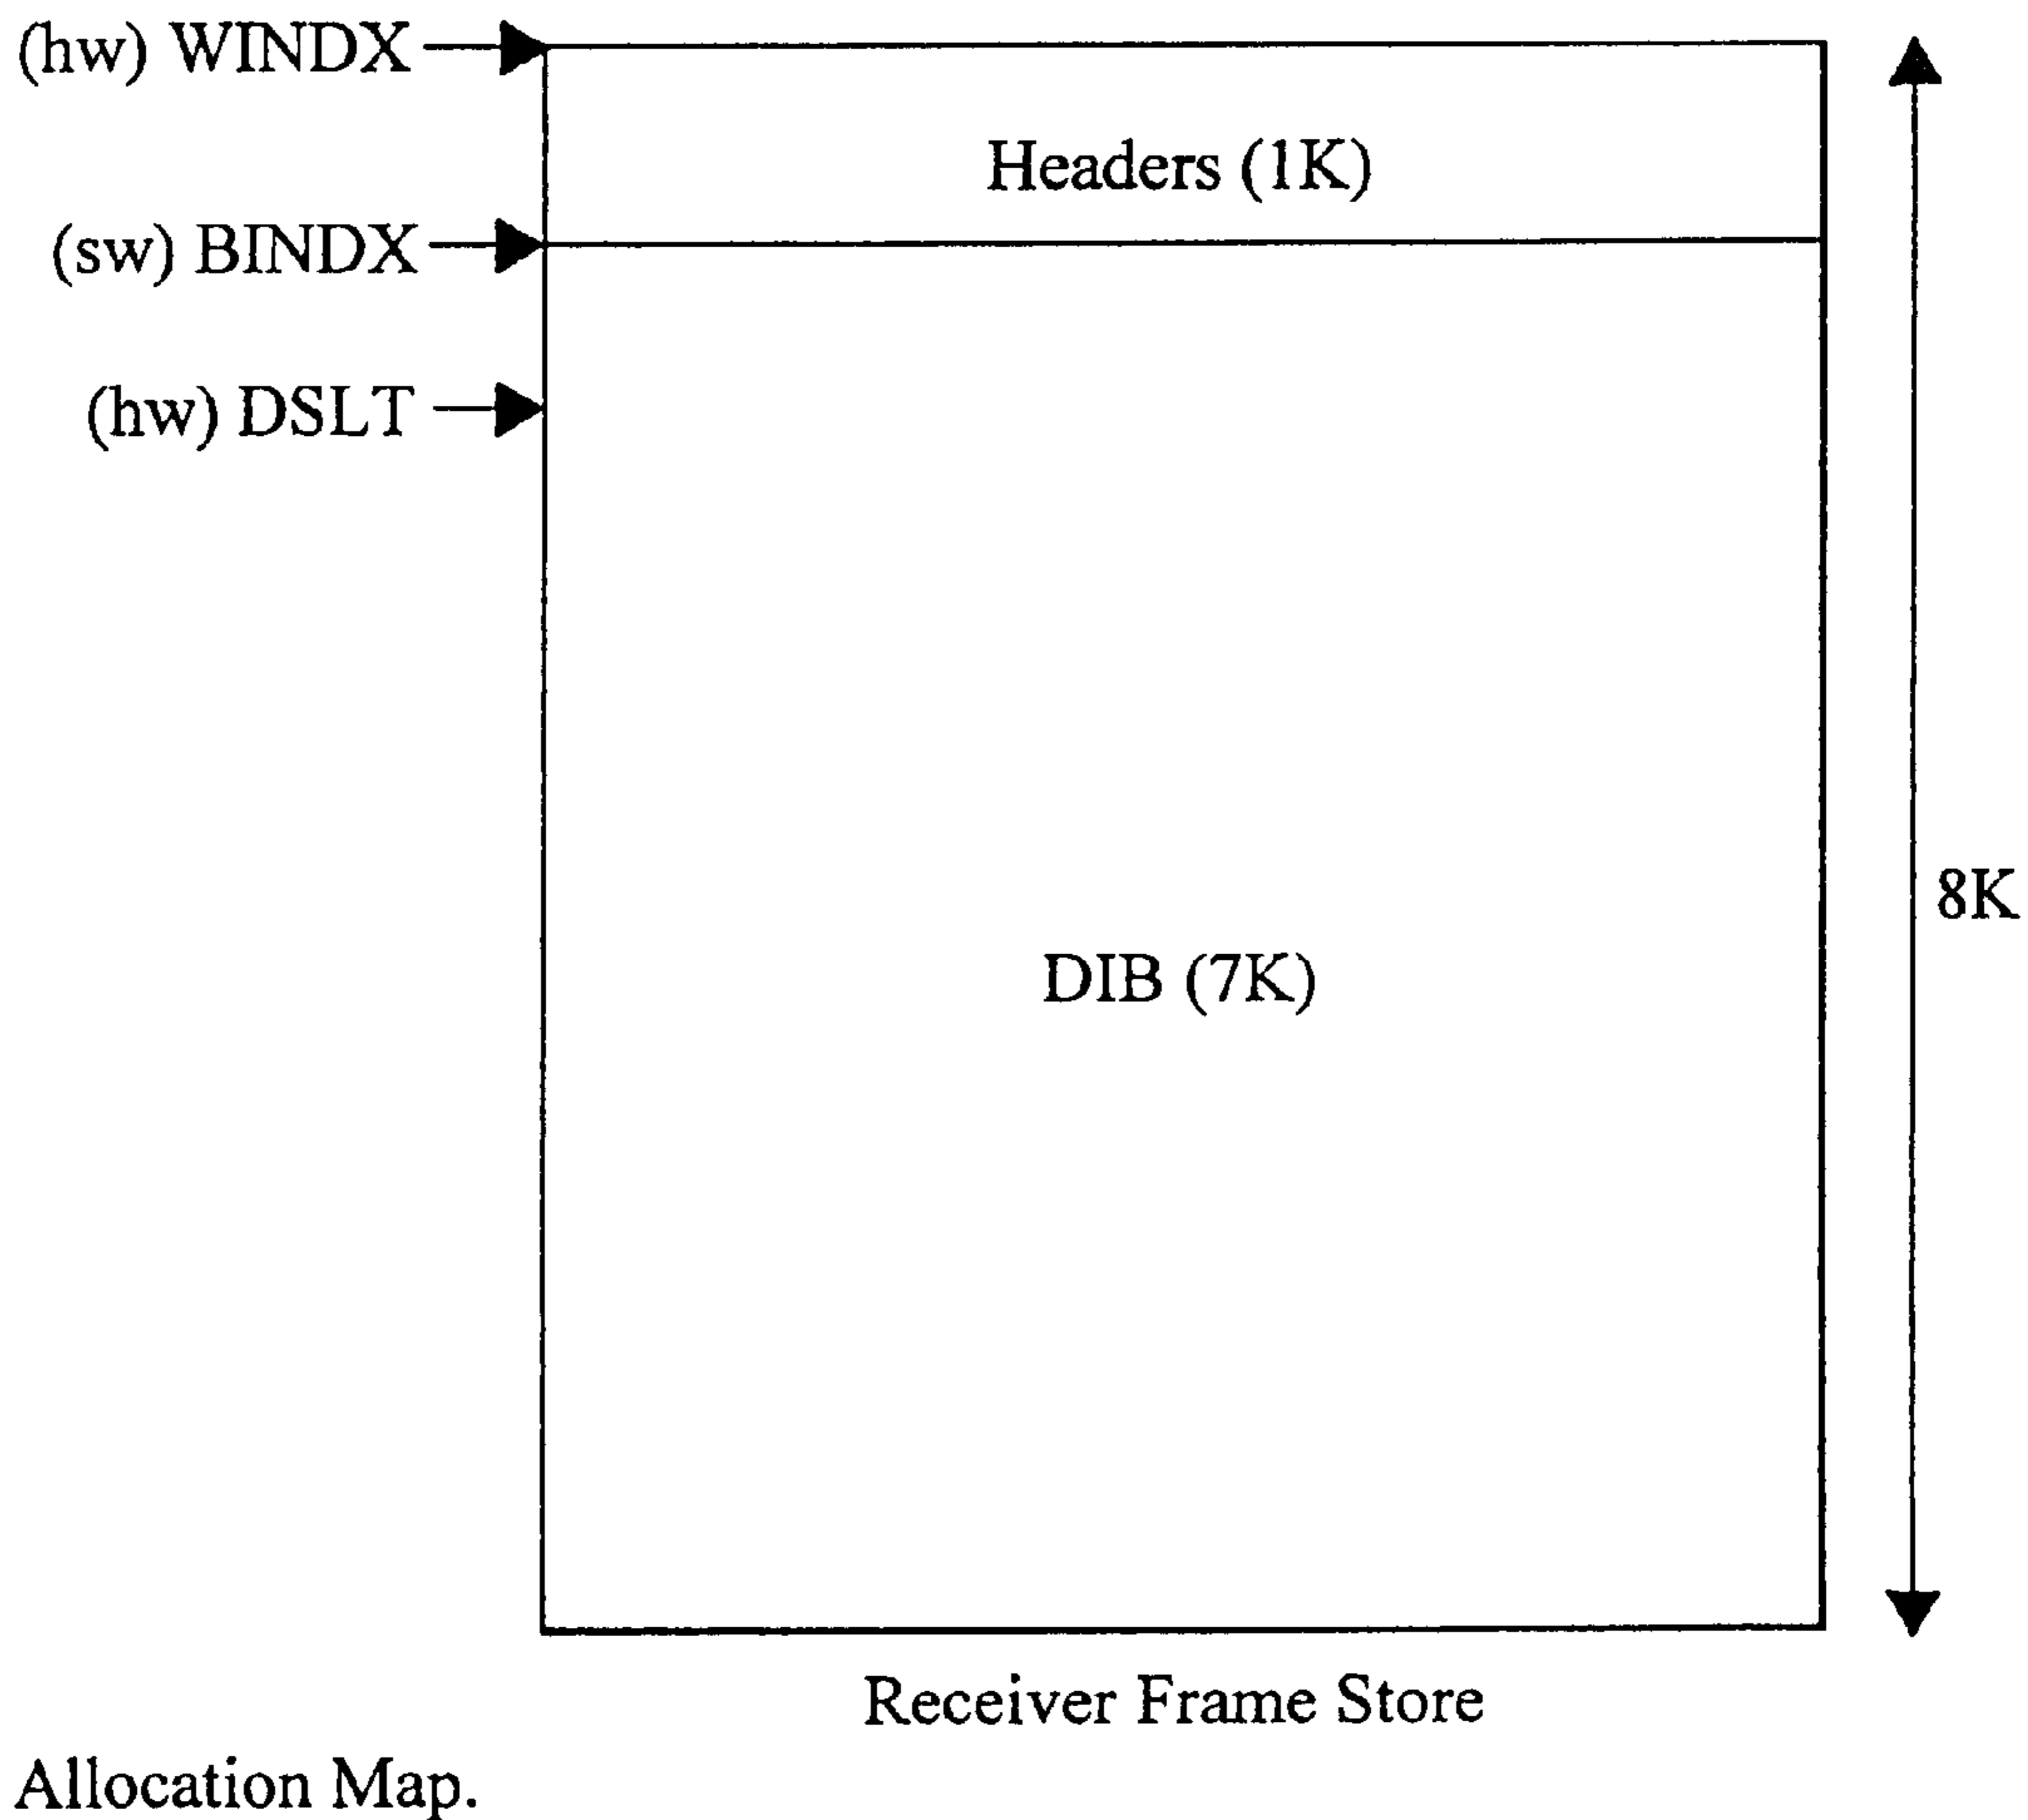 (hw) WINDX
Headers (1K)
(sw) BINDX
(hw) DSLT
8K
DIB (7K)
Receiver Frame Store
Allocation Map.